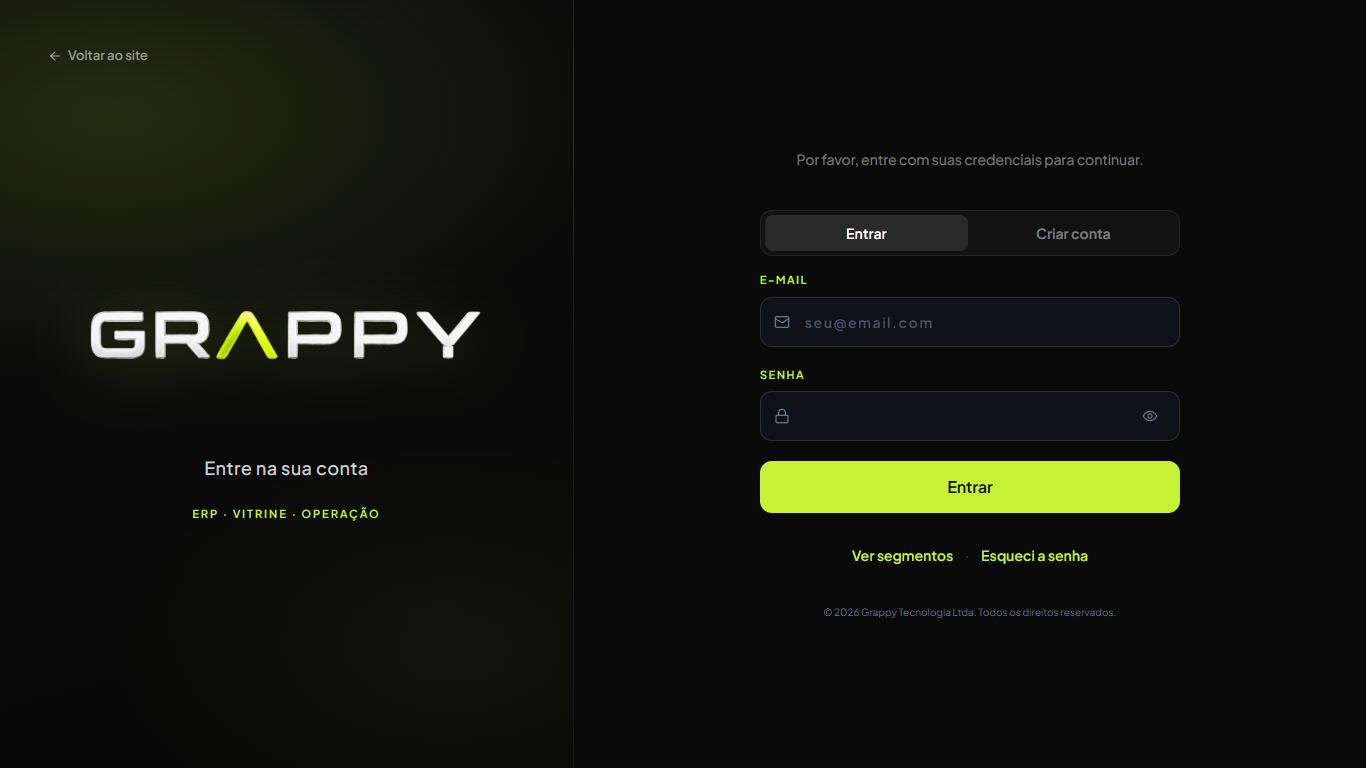 ← Voltar ao site
GRAPPY
Entre na sua conta
ERP · VITRINE · OPERAÇÃO
Por favor, entre com suas credenciais para continuar.
Entrar Criar conta
E-MAIL
seu@email.com
SENHA
Entrar
Ver segmentos · Esqueci a senha
© 2026 Grappy Tecnologia Ltda. Todos os direitos reservados.